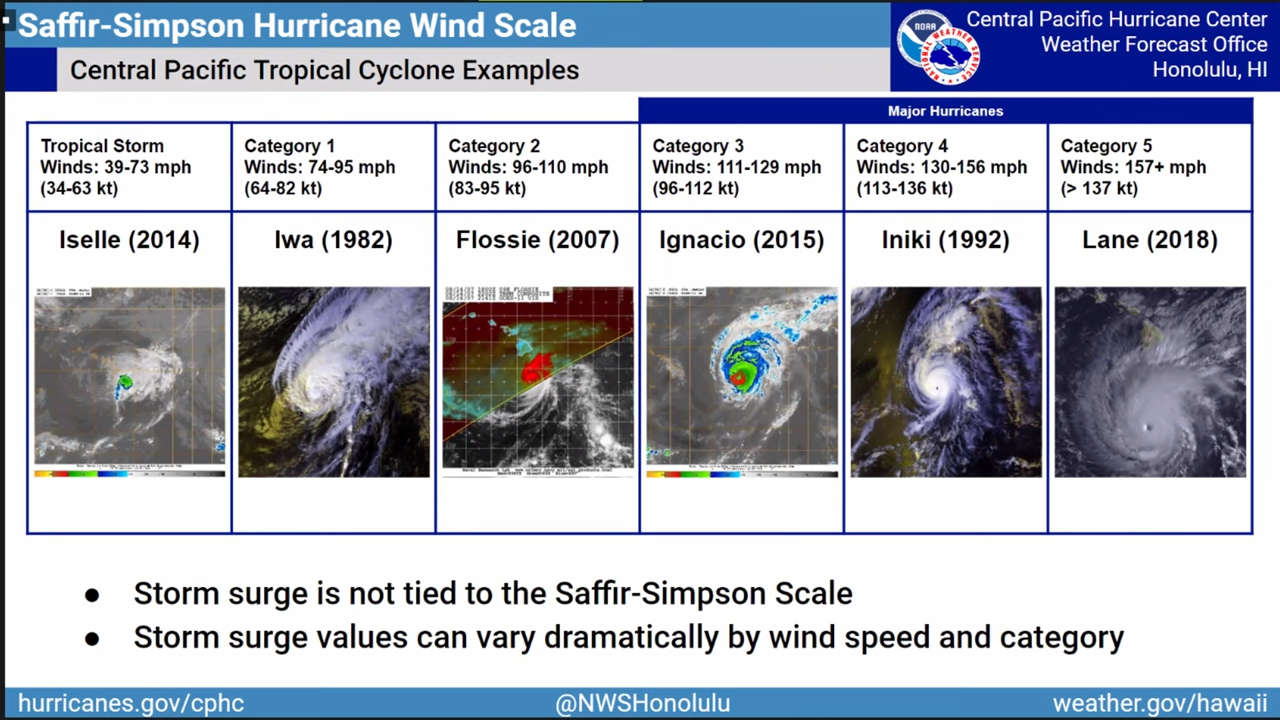 Saffir-Simpson Hurricane Wind Scale
Central Pacific Tropical Cyclone Examples
NOAA
NATIONAL WEATHER SERVICE
Central Pacific Hurricane Center
Weather Forecast Office
Honolulu, HI
Major Hurricanes
Tropical Storm
Winds: 39-73 mph
(34-63 kt)
Category 1
Winds: 74-95 mph
(64-82 kt)
Category 2
Winds: 96-110 mph
(83-95 kt)
Category 3
Winds: 111-129 mph
(96-112 kt)
Category 4
Winds: 130-156 mph
(113-136 kt)
Category 5
Winds: 157+ mph
(> 137 kt)
Iselle (2014)
Iwa (1982)
Flossie (2007)
Ignacio (2015)
Iniki (1992)
Lane (2018)
● Storm surge is not tied to the Saffir-Simpson Scale
● Storm surge values can vary dramatically by wind speed and category
hurricanes.gov/cphc
@NWSHonolulu
weather.gov/hawaii